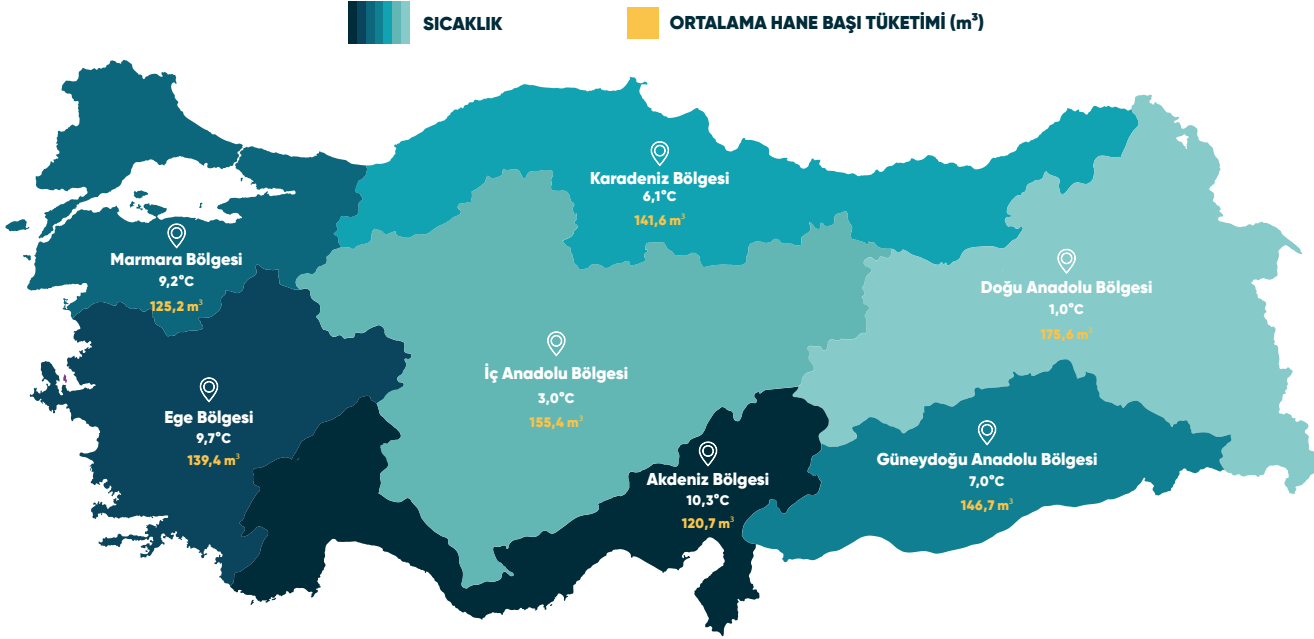 SICAKLIK
ORTALAMA HANE BAŞI TÜKETİMİ (m³)
Karadeniz Bölgesi
6,1°C
141,6 m³
Marmara Bölgesi
9,2°C
125,2 m³
Doğu Anadolu Bölgesi
1,0°C
175,6 m³
İç Anadolu Bölgesi
3,0°C
155,4 m³
Ege Bölgesi
9,7°C
139,4 m³
Akdeniz Bölgesi
10,3°C
120,7 m³
Güneydoğu Anadolu Bölgesi
7,0°C
146,7 m³